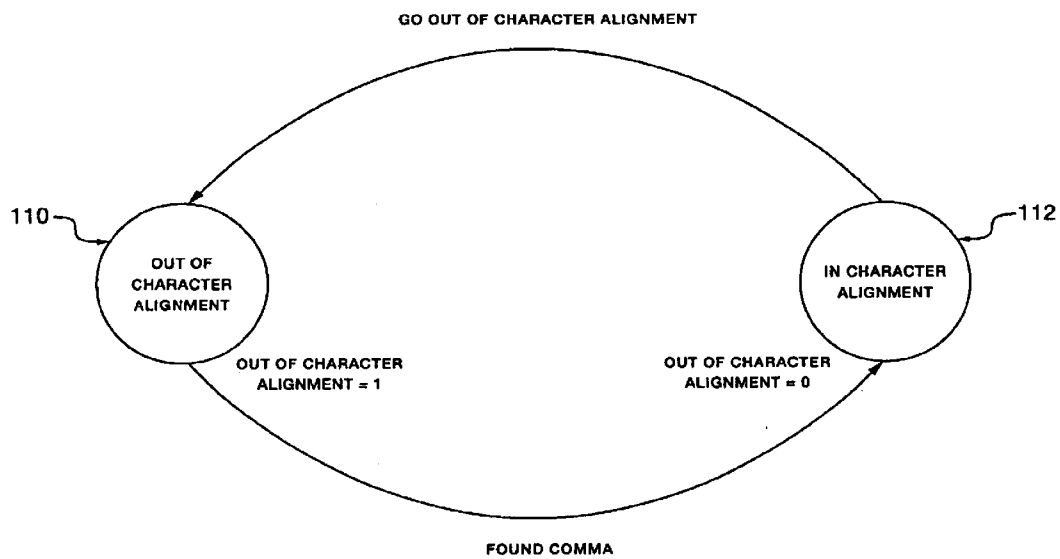 GO OUT OF CHARACTER ALIGNMENT
110
112
OUT OF
CHARACTER
ALIGNMENT
IN CHARACTER
ALIGNMENT
OUT OF CHARACTER
ALIGNMENT = 1
OUT OF CHARACTER
ALIGNMENT = 0
FOUND COMMA